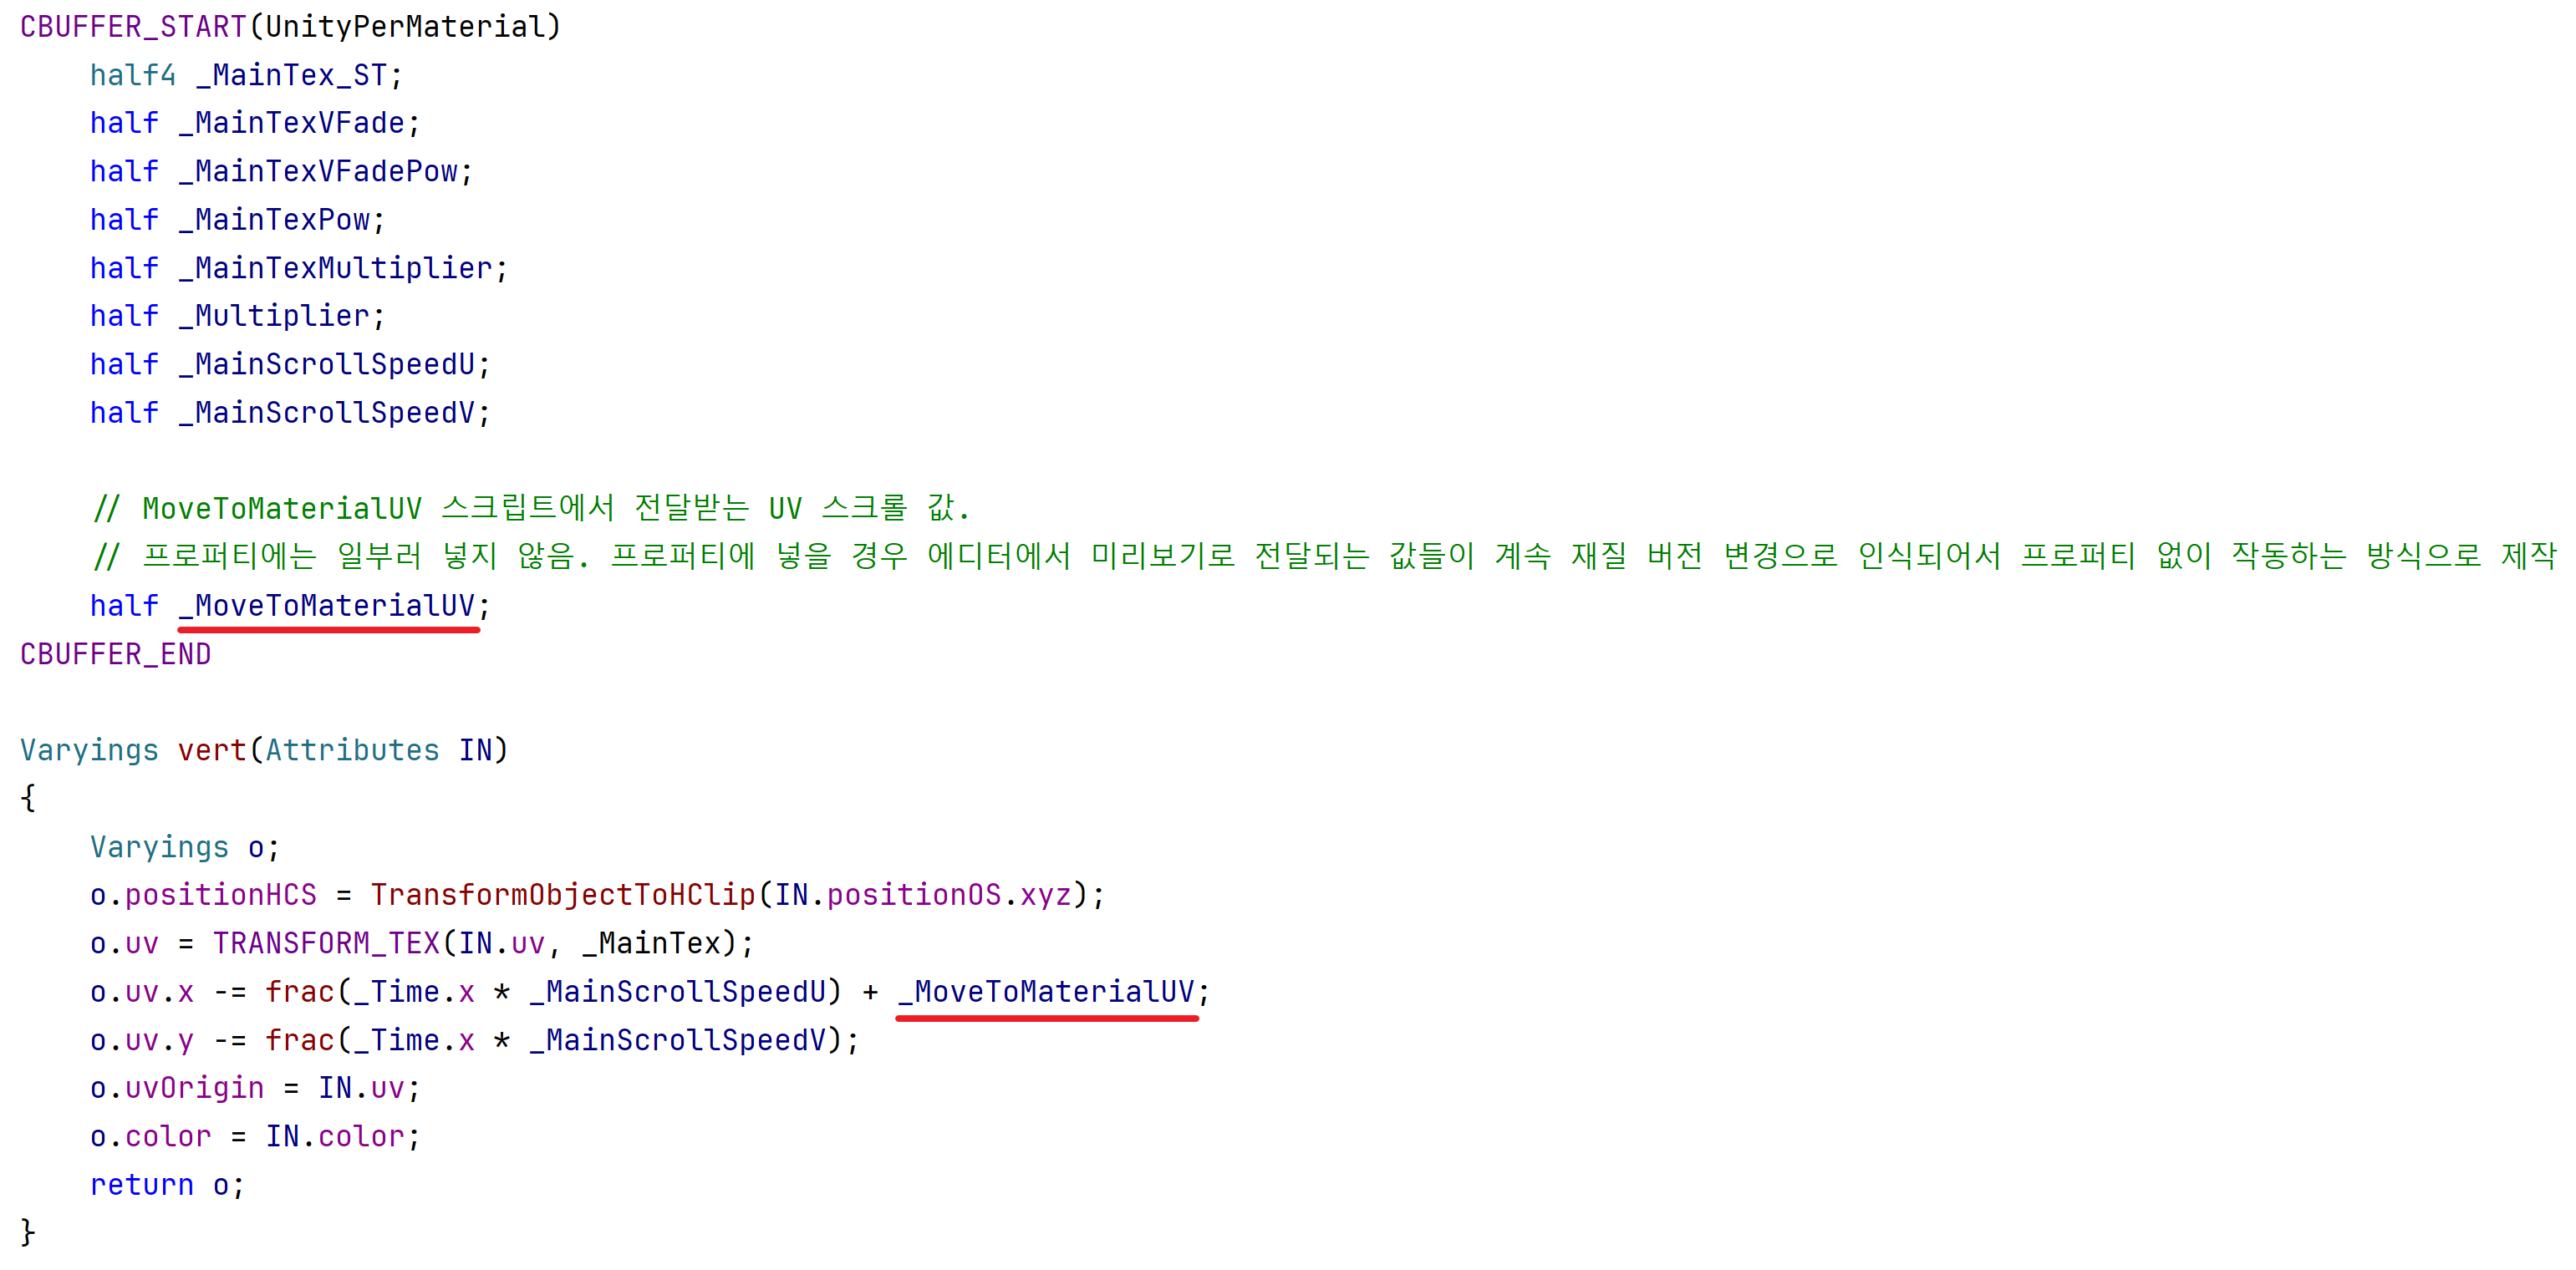 CBUFFER_START(UnityPerMaterial)
half4 _MainTex_ST;
half _MainTexVFade;
half _MainTexVFadePow;
half _MainTexPow;
half _MainTexMultiplier;
half _Multiplier;
half _MainScrollSpeedU;
half _MainScrollSpeedV;
// MoveToMaterialUV 스크립트에서 전달받는 UV 스크롤 값.
// 프로퍼티에는 일부러 넣지 않음. 프로퍼티에 넣을 경우 에디터에서 미리보기로 전달되는 값들이 계속 재질 버전 변경으로 인식되어서 프로퍼티 없이 작동하는 방식으로 제작
half _MoveToMaterialUV;
CBUFFER_END
Varyings vert(Attributes IN)
{
Varyings o;
o.positionHCS = TransformObjectToHClip(IN.positionOS.xyz);
o.uv = TRANSFORM_TEX(IN.uv, _MainTex);
o.uv.x -= frac(_Time.x * _MainScrollSpeedU) + _MoveToMaterialUV;
o.uv.y -= frac(_Time.x * _MainScrollSpeedV);
o.uvOrigin = IN.uv;
o.color = IN.color;
return o;
}